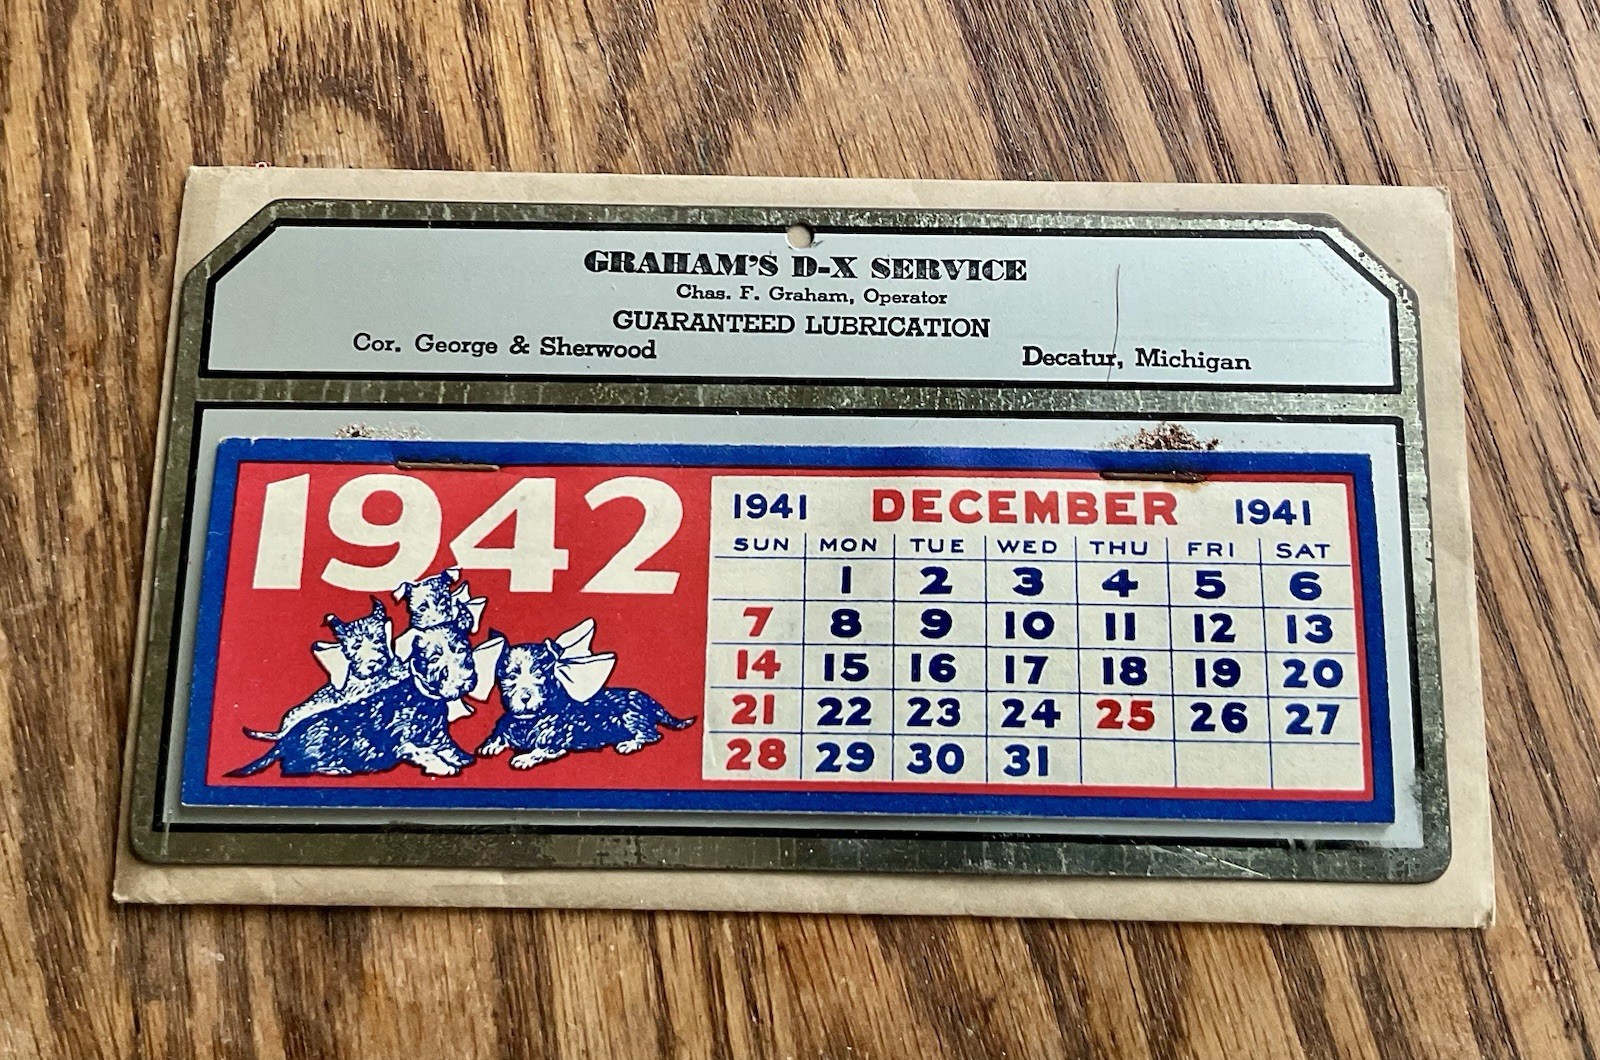 GRAHAM'S D-X SERVICE
Chas. F. Graham, Operator
GUARANTEED LUBRICATION
Cor. George & Sherwood Decatur, Michigan
1942
1941 DECEMBER 1941
SUN MON TUE WED THU FRI SAT
1 2 3 4 5 6
7 8 9 10 11 12 13
14 15 16 17 18 19 20
21 22 23 24 25 26 27
28 29 30 31